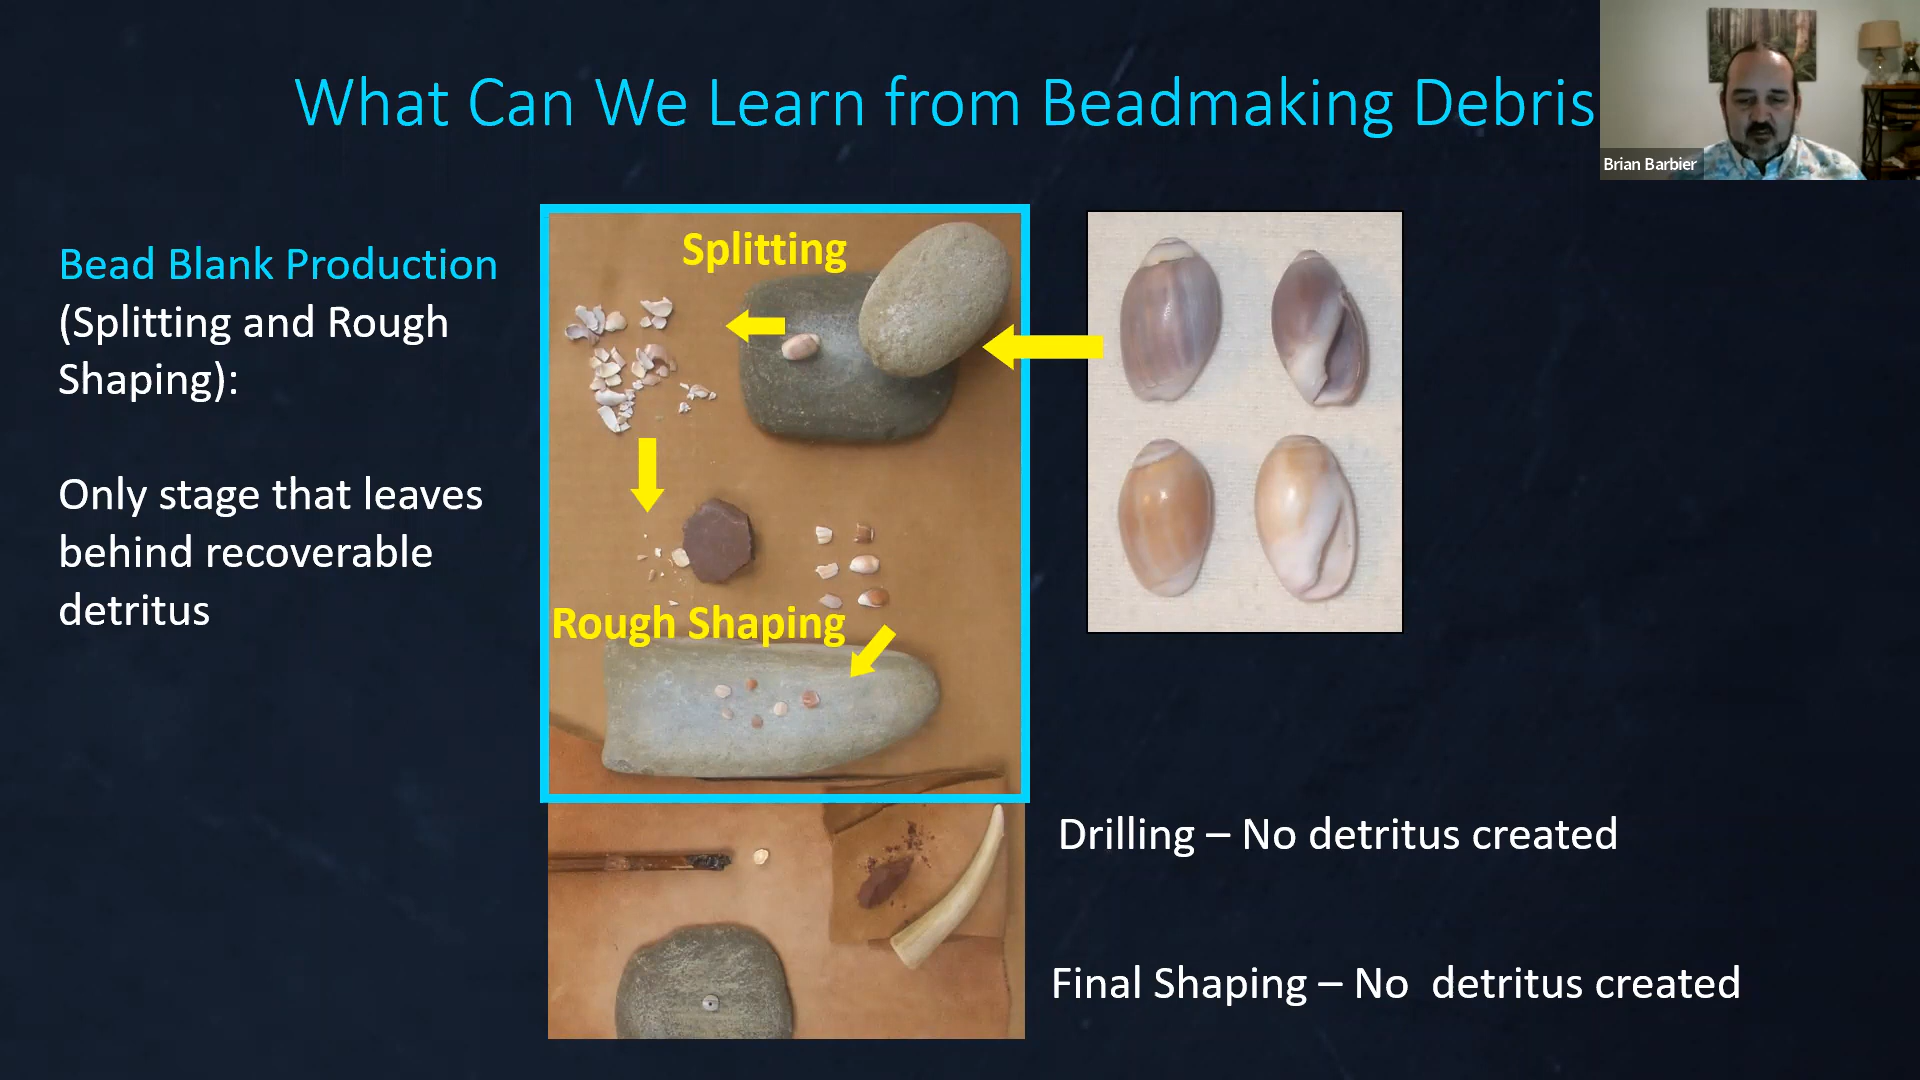 What Can We Learn from Beadmaking Debris
Brian Barbier
Bead Blank Production
(Splitting and Rough
Shaping):
Only stage that leaves
behind recoverable
detritus
Splitting
Rough Shaping
Drilling – No detritus created
Final Shaping – No  detritus created